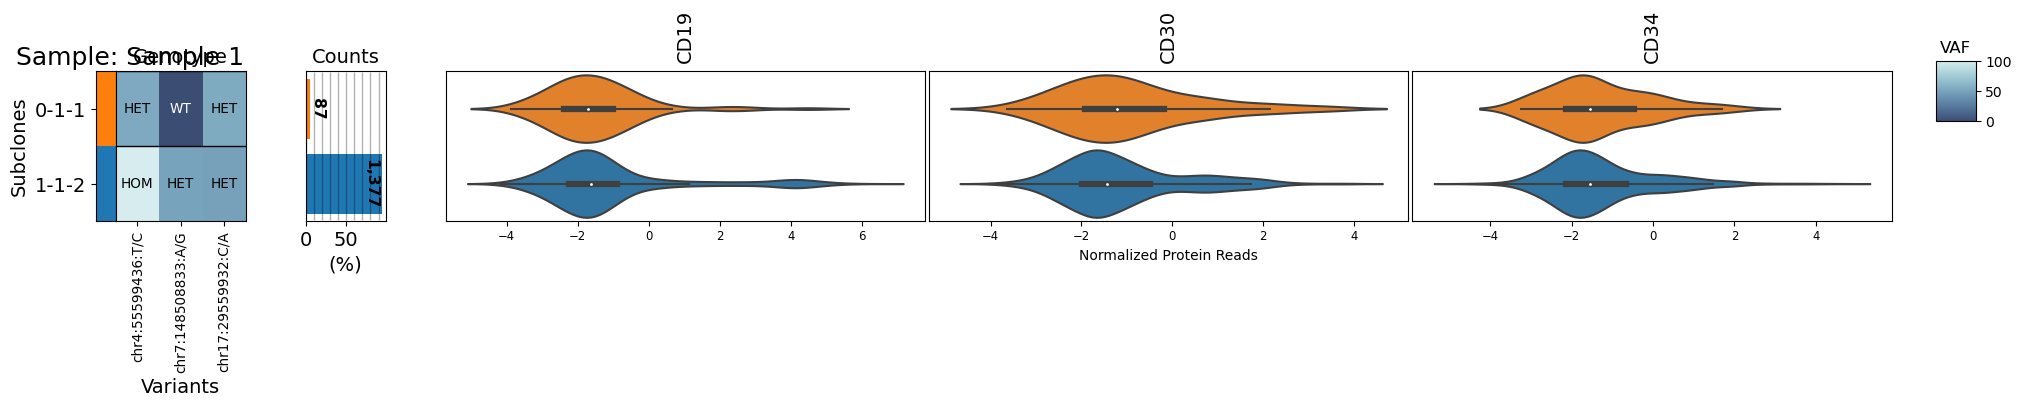 Sample: Sample 1
Genotype
Counts
CD19
CD30
CD34
VAF
Subclones
0-1-1
1-1-2
HET WT HET
HOM HET HET
87
1,377
0 50
(%)
−4 −2 0 2 4 6
−4 −2 0 2 4
−4 −2 0 2 4
Normalized Protein Reads
100
50
0
chr4:55599436:T/C
chr7:148508833:A/G
chr17:29559932:C/A
Variants